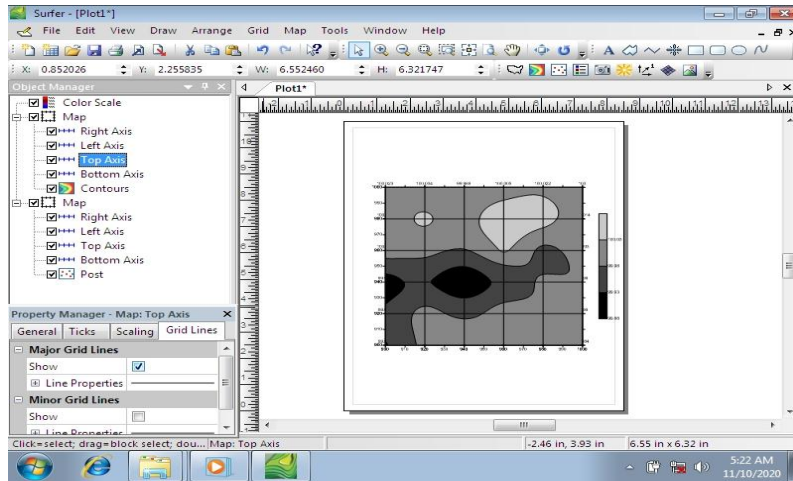 Surfer - [Plot1*]
File Edit View Draw Arrange Grid Map Tools Window Help
X: 0.852026 Y: 2.255835 W: 6.552460 H: 6.321747
Object Manager
Plot1*
Color Scale
Map
Right Axis
Left Axis
Top Axis
Bottom Axis
Contours
Map
Right Axis
Left Axis
Top Axis
Bottom Axis
Post
Property Manager - Map: Top Axis
General Ticks Scaling Grid Lines
Major Grid Lines
Show
Line Properties
Minor Grid Lines
Show
Line Properties
Click=select; drag=block select; dou... Map: Top Axis -2.46 in, 3.93 in 6.55 in x 6.32 in
5:22 AM
11/10/2020